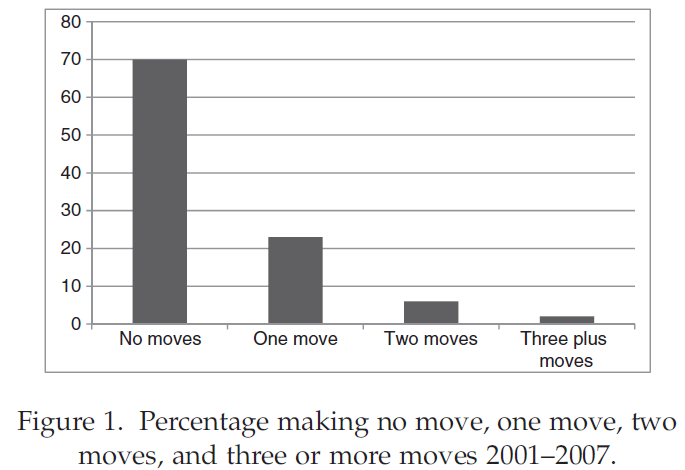 80
70
60
50
40
30
20
10
0
No moves
One move
Two moves
Three plus
moves
Figure 1. Percentage making no move, one move, two
moves, and three or more moves 2001–2007.